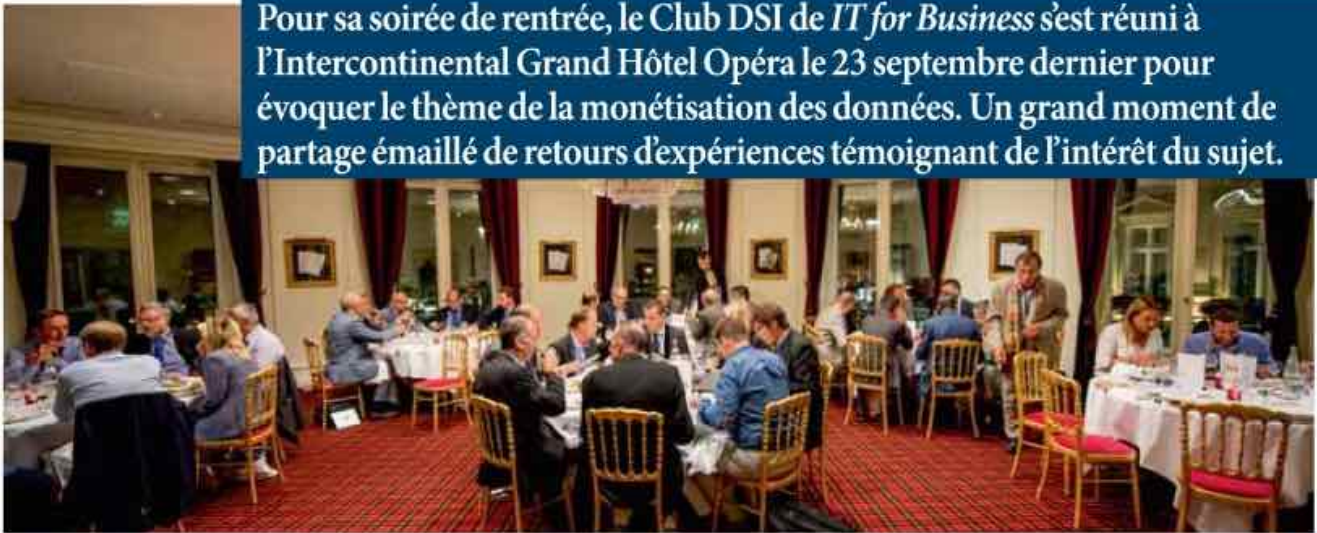 Pour sa soirée de rentrée, le Club DSI de IT for Business s'est réuni à
l'Intercontinental Grand Hôtel Opéra le 23 septembre dernier pour
évoquer le thème de la monétisation des données. Un grand moment de
partage émaillé de retours d'expériences témoignant de l'intérêt du sujet.